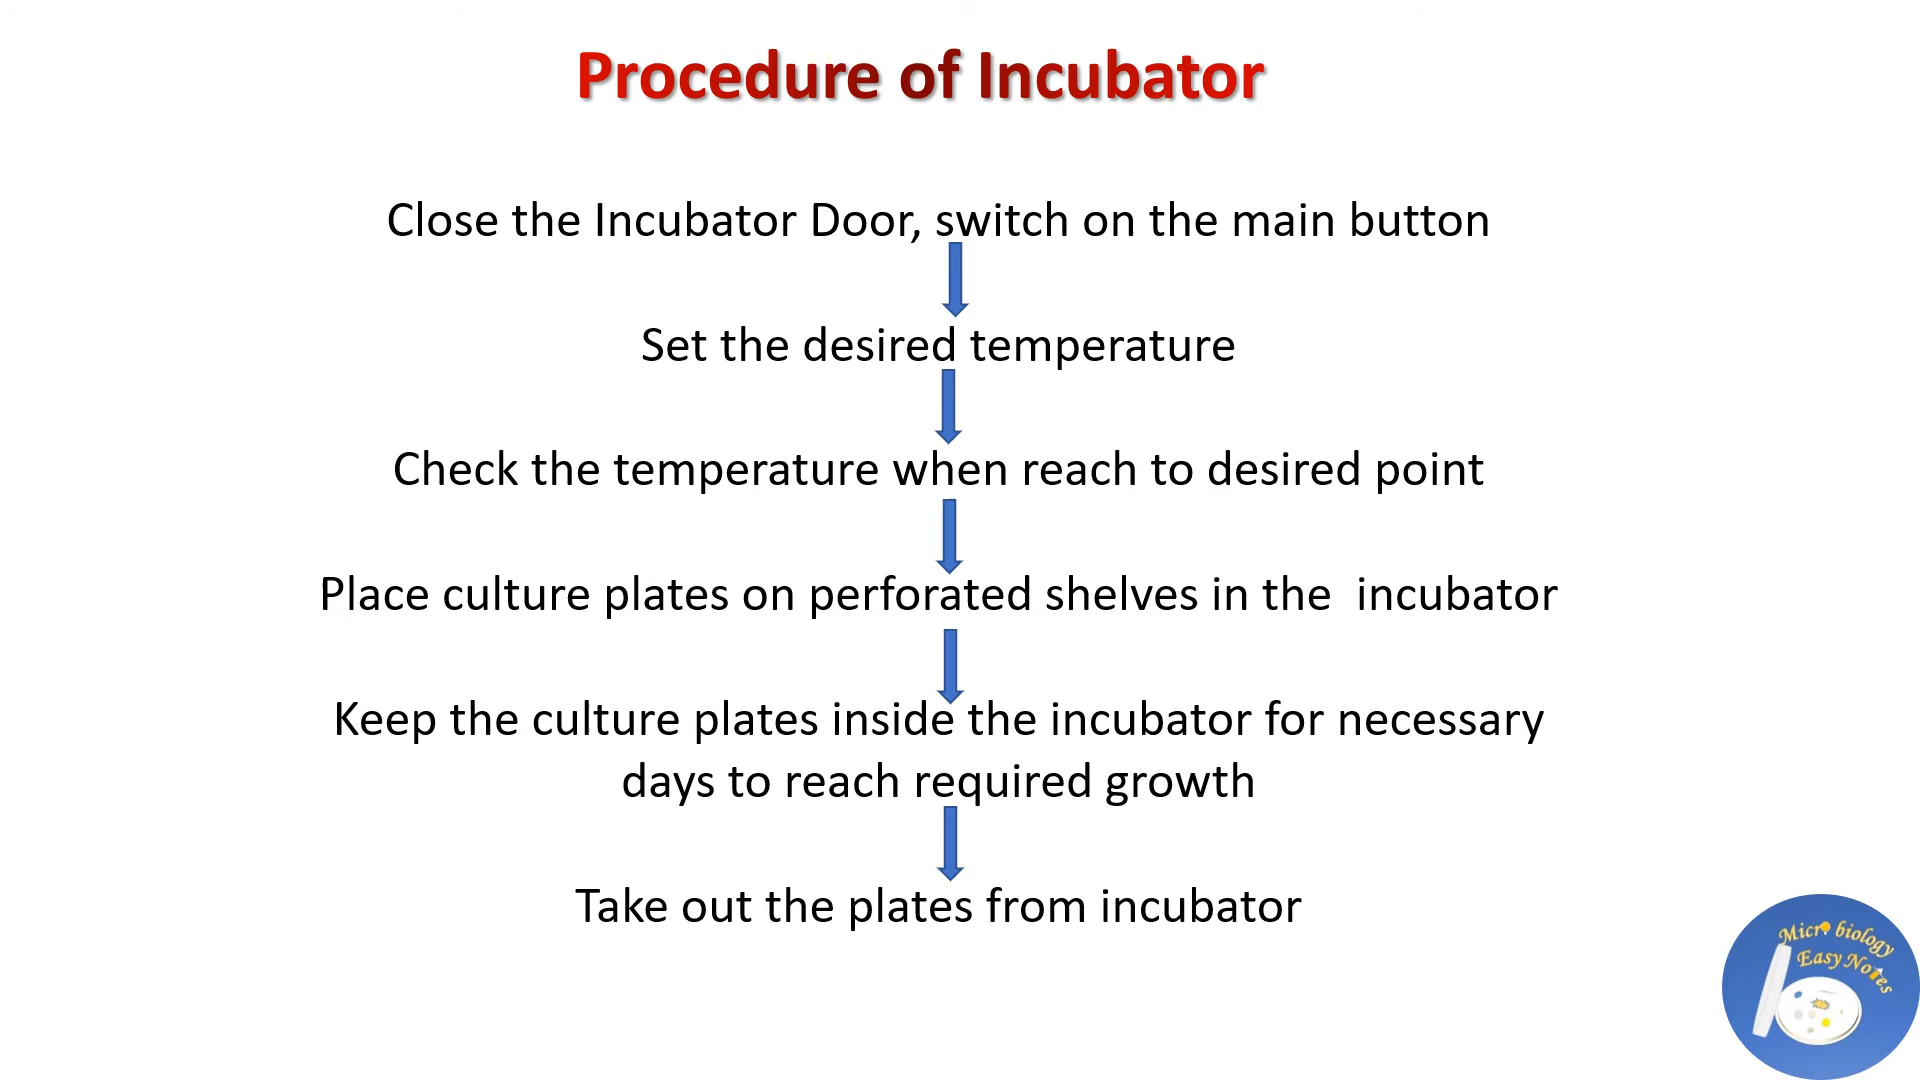 Procedure of Incubator
Close the Incubator Door, switch on the main button
Set the desired temperature
Check the temperature when reach to desired point
Place culture plates on perforated shelves in the  incubator
Keep the culture plates inside the incubator for necessary
days to reach required growth
Take out the plates from incubator
Micro biology
Easy Notes